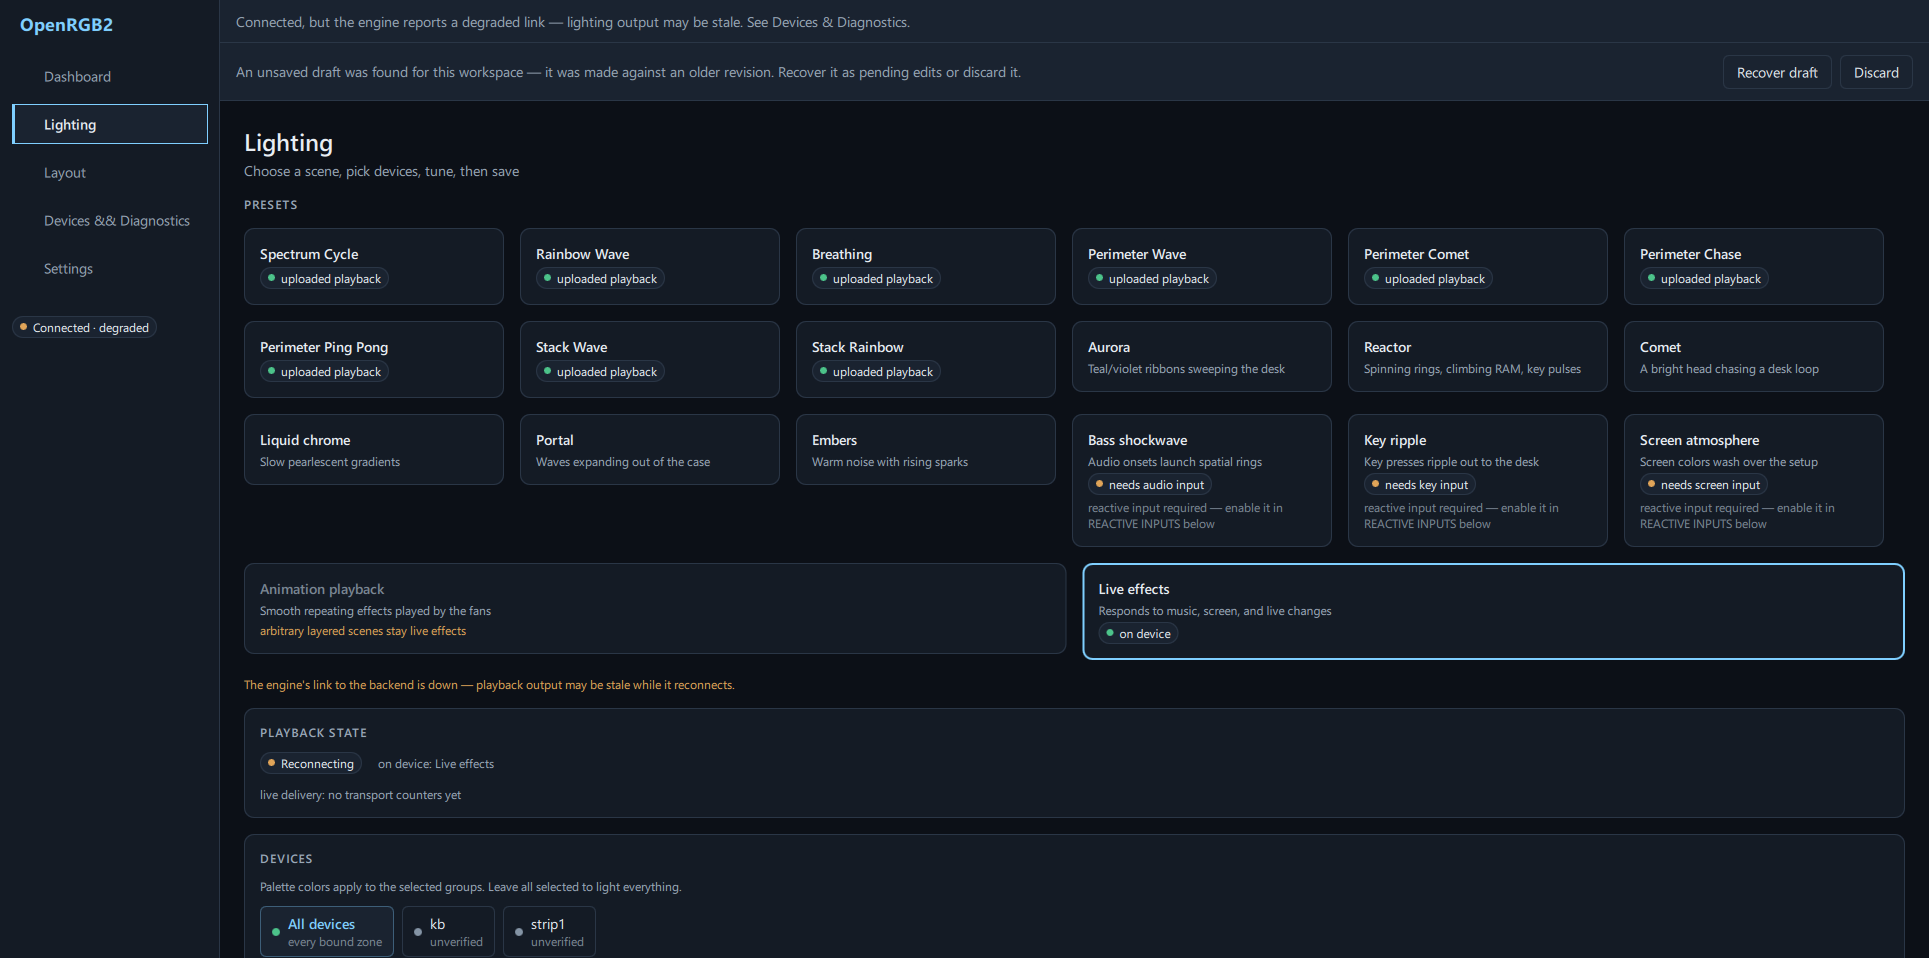 OpenRGB2
Dashboard
Lighting
Layout
Devices && Diagnostics
Settings
Connected · degraded
Connected, but the engine reports a degraded link — lighting output may be stale. See Devices & Diagnostics.
An unsaved draft was found for this workspace — it was made against an older revision. Recover it as pending edits or discard it.
Recover draft
Discard
Lighting
Choose a scene, pick devices, tune, then save
PRESETS
Spectrum Cycle
uploaded playback
Rainbow Wave
uploaded playback
Breathing
uploaded playback
Perimeter Wave
uploaded playback
Perimeter Comet
uploaded playback
Perimeter Chase
uploaded playback
Perimeter Ping Pong
uploaded playback
Stack Wave
uploaded playback
Stack Rainbow
uploaded playback
Aurora
Teal/violet ribbons sweeping the desk
Reactor
Spinning rings, climbing RAM, key pulses
Comet
A bright head chasing a desk loop
Liquid chrome
Slow pearlescent gradients
Portal
Waves expanding out of the case
Embers
Warm noise with rising sparks
Bass shockwave
Audio onsets launch spatial rings
needs audio input
reactive input required — enable it in
REACTIVE INPUTS below
Key ripple
Key presses ripple out to the desk
needs key input
reactive input required — enable it in
REACTIVE INPUTS below
Screen atmosphere
Screen colors wash over the setup
needs screen input
reactive input required — enable it in
REACTIVE INPUTS below
Animation playback
Smooth repeating effects played by the fans
arbitrary layered scenes stay live effects
Live effects
Responds to music, screen, and live changes
on device
The engine's link to the backend is down — playback output may be stale while it reconnects.
PLAYBACK STATE
Reconnecting
on device: Live effects
live delivery: no transport counters yet
DEVICES
Palette colors apply to the selected groups. Leave all selected to light everything.
All devices
every bound zone
kb
unverified
strip1
unverified